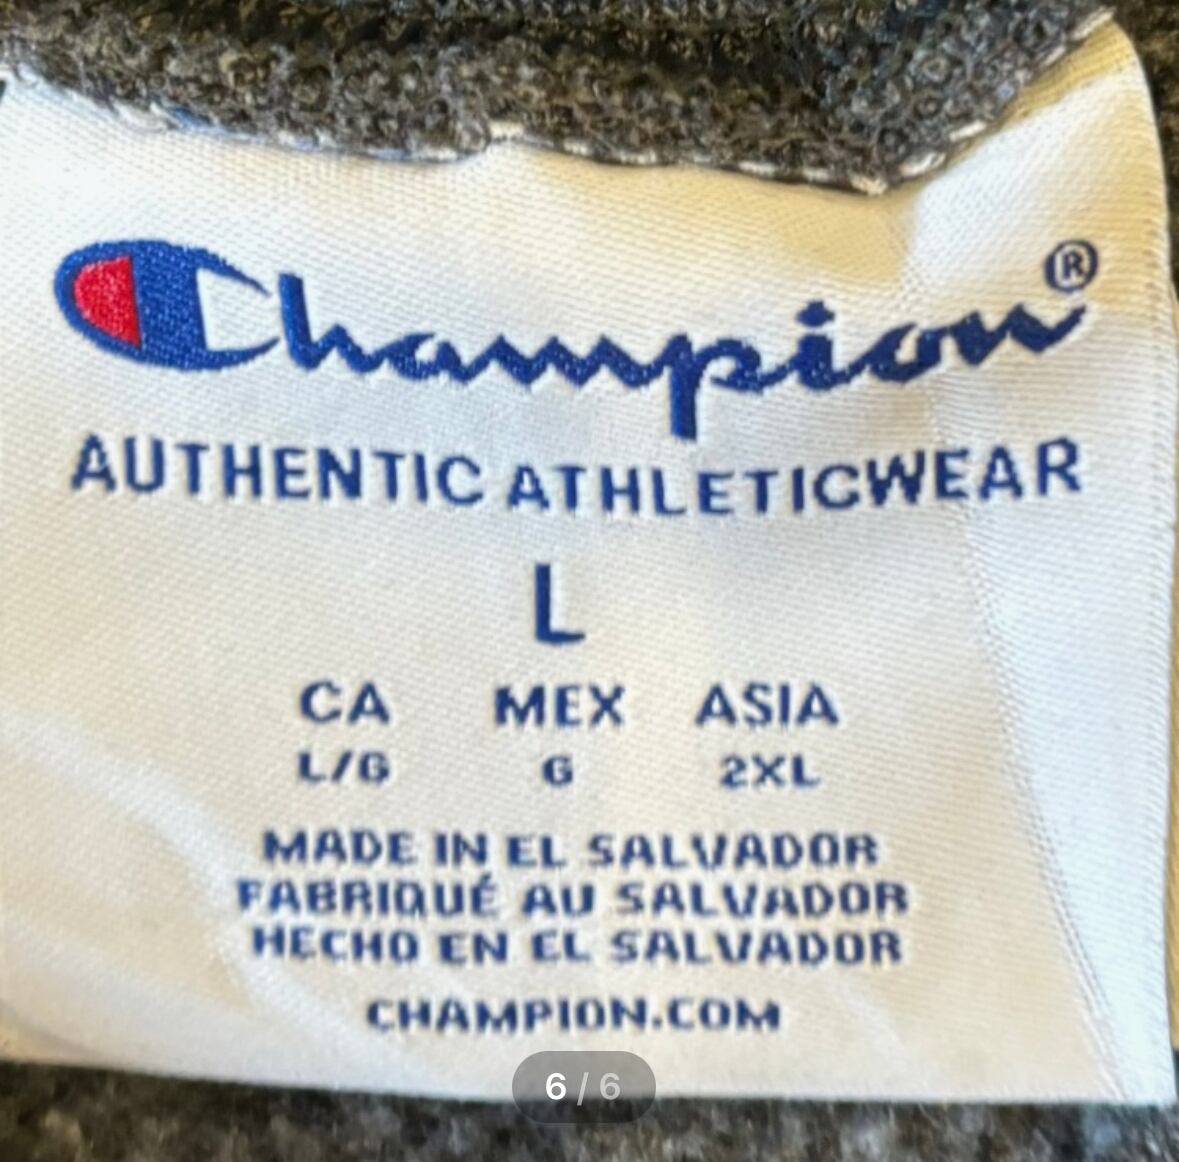 Champion®
AUTHENTIC ATHLETICWEAR
L
CA MEX ASIA
L/G G 2XL
MADE IN EL SALVADOR
FABRIQUÉ AU SALVADOR
HECHO EN EL SALVADOR
CHAMPION.COM
6/6